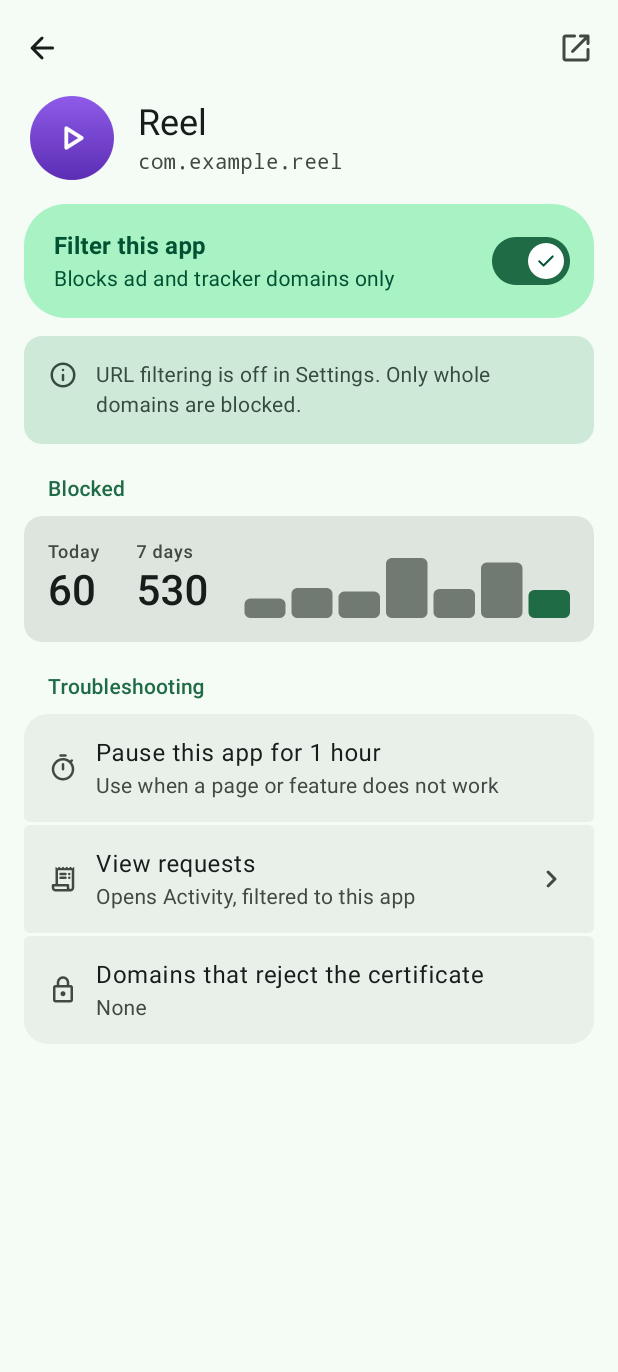 Reel
com.example.reel
Filter this app
Blocks ad and tracker domains only
URL filtering is off in Settings. Only whole
domains are blocked.
Blocked
Today
7 days
60
530
Troubleshooting
Pause this app for 1 hour
Use when a page or feature does not work
View requests
Opens Activity, filtered to this app
Domains that reject the certificate
None